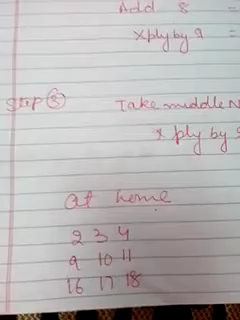 Add 8 =
xply by 9 =
Step ③ Take middle N
x ply by 9
at home
2 3 4
9 10 11
16 17 18